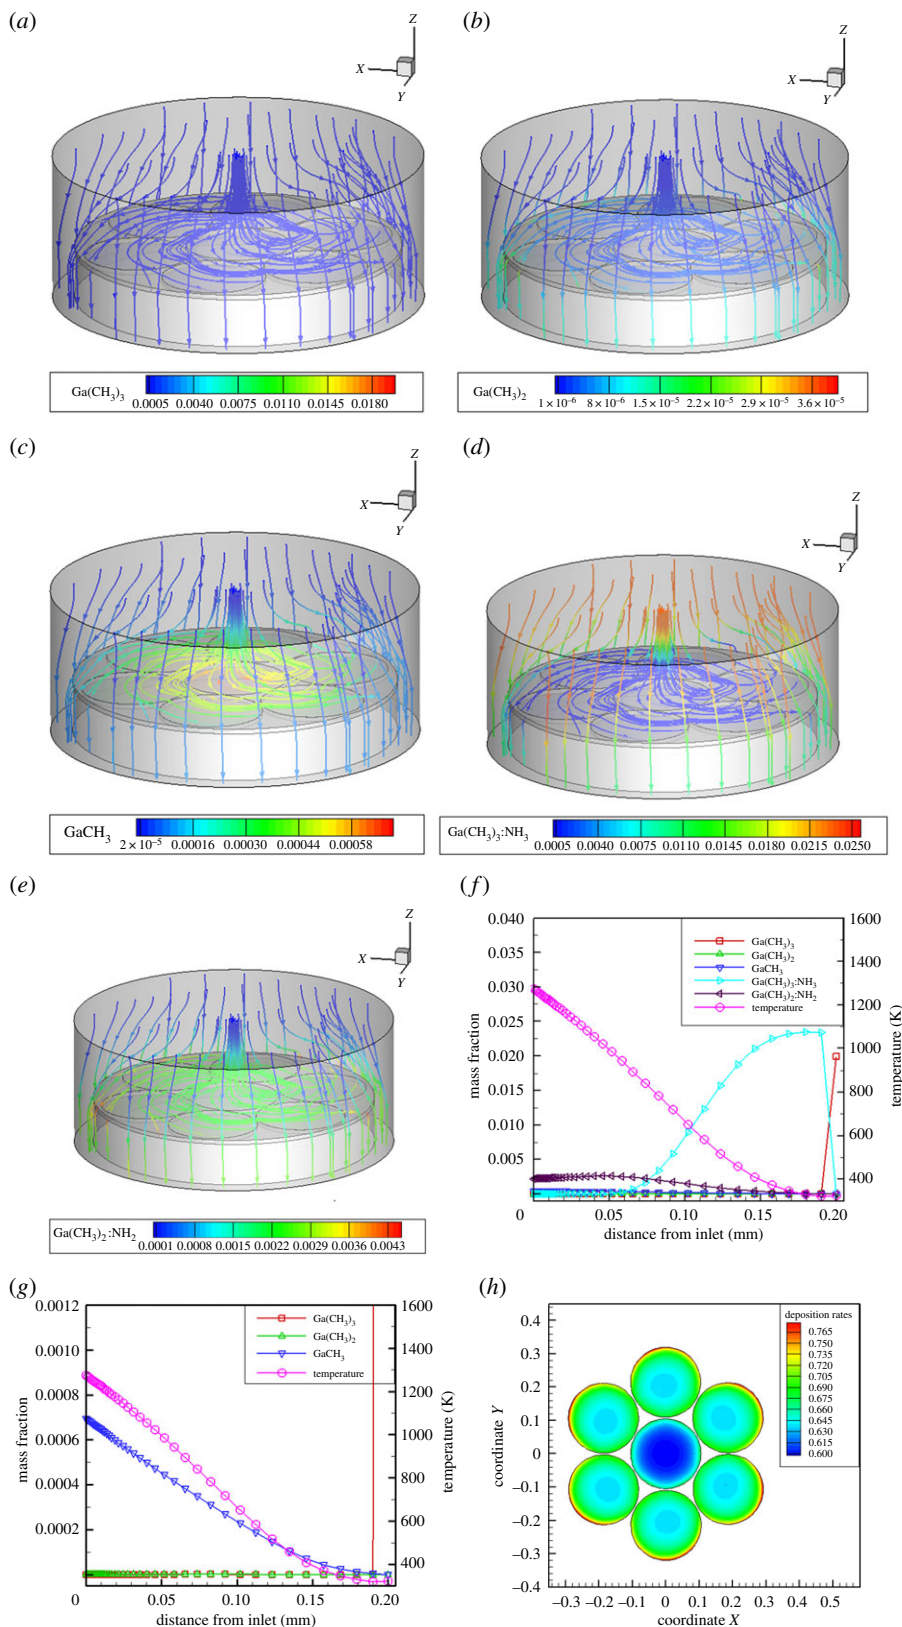 (a)
Z
X
Y
Ga(CH3)3
0.0005 0.0040 0.0075 0.0110 0.0145 0.0180
(b)
Z
X
Y
Ga(CH3)2
1 × 10⁻⁶ 8 × 10⁻⁶ 1.5 × 10⁻⁵ 2.2 × 10⁻⁵ 2.9 × 10⁻⁵ 3.6 × 10⁻⁵
(c)
Z
X
Y
GaCH3
2 × 10⁻⁵ 0.00016 0.00030 0.00044 0.00058
(d)
Z
X
Y
Ga(CH3)3:NH3
0.0005 0.0040 0.0075 0.0110 0.0145 0.0180 0.0215 0.0250
(e)
Z
X
Y
Ga(CH3)2:NH2
0.0001 0.0008 0.0015 0.0022 0.0029 0.0036 0.0043
(f)
mass fraction
0.040
0.035
0.030
0.025
0.020
0.015
0.010
0.005
Ga(CH3)3
Ga(CH3)2
GaCH3
Ga(CH3)3:NH3
Ga(CH3)2:NH2
temperature
1600
1400
1200
1000
800
600
400
temperature (K)
0 0.05 0.10 0.15 0.20
distance from inlet (mm)
(g)
mass fraction
0.0012
0.0010
0.0008
0.0006
0.0004
0.0002
Ga(CH3)3
Ga(CH3)2
GaCH3
temperature
1600
1400
1200
1000
800
600
400
temperature (K)
0 0.05 0.10 0.15 0.20
distance from inlet (mm)
(h)
coordinate Y
0.4
0.3
0.2
0.1
0
–0.1
–0.2
–0.3
–0.4
deposition rates
0.765
0.750
0.735
0.720
0.705
0.690
0.675
0.660
0.645
0.630
0.615
0.600
–0.3 –0.2 –0.1 0 0.1 0.2 0.3 0.4 0.5
coordinate X